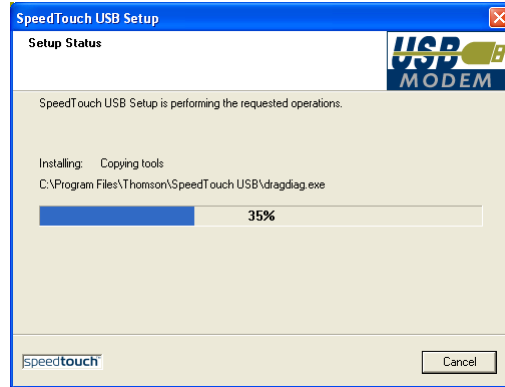 SpeedTouch USB Setup
Setup Status
USB
MODEM
SpeedTouch USB Setup is performing the requested operations.
Installing: Copying tools
C:\Program Files\Thomson\SpeedTouch USB\dragdiag.exe
35%
speedtouch™
Cancel